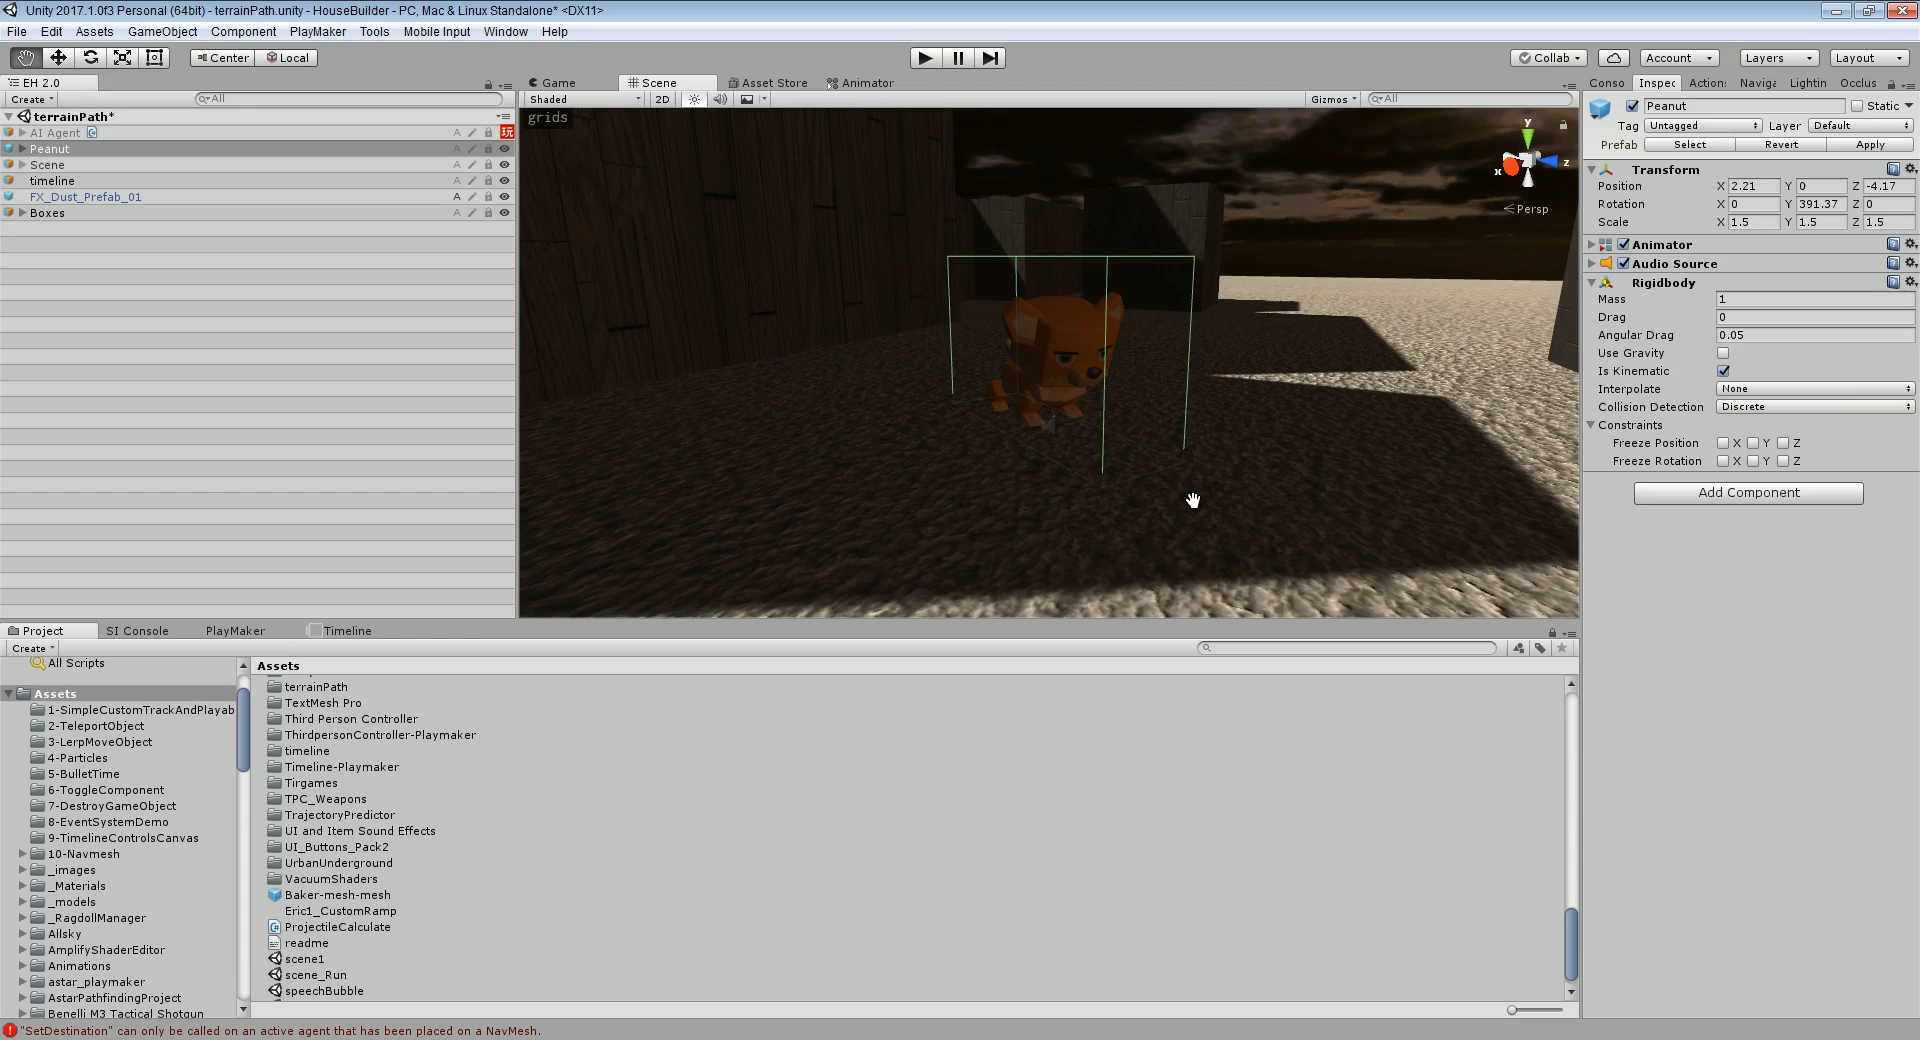 Unity 2017.1.0f3 Personal (64bit) - terrainPath.unity - HouseBuilder - PC, Mac & Linux Standalone* <DX11>
File Edit Assets GameObject Component PlayMaker Tools Mobile Input Window Help
Center Local Collab Account Layers Layout
EH 2.0
Create All
terrainPath*
AI Agent 玩
Peanut
Scene
timeline
FX_Dust_Prefab_01
Boxes
Game Scene Asset Store Animator
Shaded 2D Gizmos All
grids
y
x z
Persp
Conso Inspec Action: Naviga Lightin Occlus
Peanut Static
Tag Untagged Layer Default
Prefab Select Revert Apply
Transform
Position X 2.21 Y 0 Z -4.17
Rotation X 0 Y 391.37 Z 0
Scale X 1.5 Y 1.5 Z 1.5
Animator
Audio Source
Rigidbody
Mass 1
Drag 0
Angular Drag 0.05
Use Gravity
Is Kinematic
Interpolate None
Collision Detection Discrete
Constraints
Freeze Position X Y Z
Freeze Rotation X Y Z
Add Component
Project SI Console PlayMaker Timeline
Create
All Scripts
Assets
1-SimpleCustomTrackAndPlayab
2-TeleportObject
3-LerpMoveObject
4-Particles
5-BulletTime
6-ToggleComponent
7-DestroyGameObject
8-EventSystemDemo
9-TimelineControlsCanvas
10-Navmesh
_images
_Materials
_models
_RagdollManager
Allsky
AmplifyShaderEditor
Animations
astar_playmaker
AstarPathfindingProject
Benelli M3 Tactical Shotgun
Assets
terrainPath
TextMesh Pro
Third Person Controller
ThirdpersonController-Playmaker
timeline
Timeline-Playmaker
Tirgames
TPC_Weapons
TrajectoryPredictor
UI and Item Sound Effects
UI_Buttons_Pack2
UrbanUnderground
VacuumShaders
Baker-mesh-mesh
Eric1_CustomRamp
ProjectileCalculate
readme
scene1
scene_Run
speechBubble
"SetDestination" can only be called on an active agent that has been placed on a NavMesh.